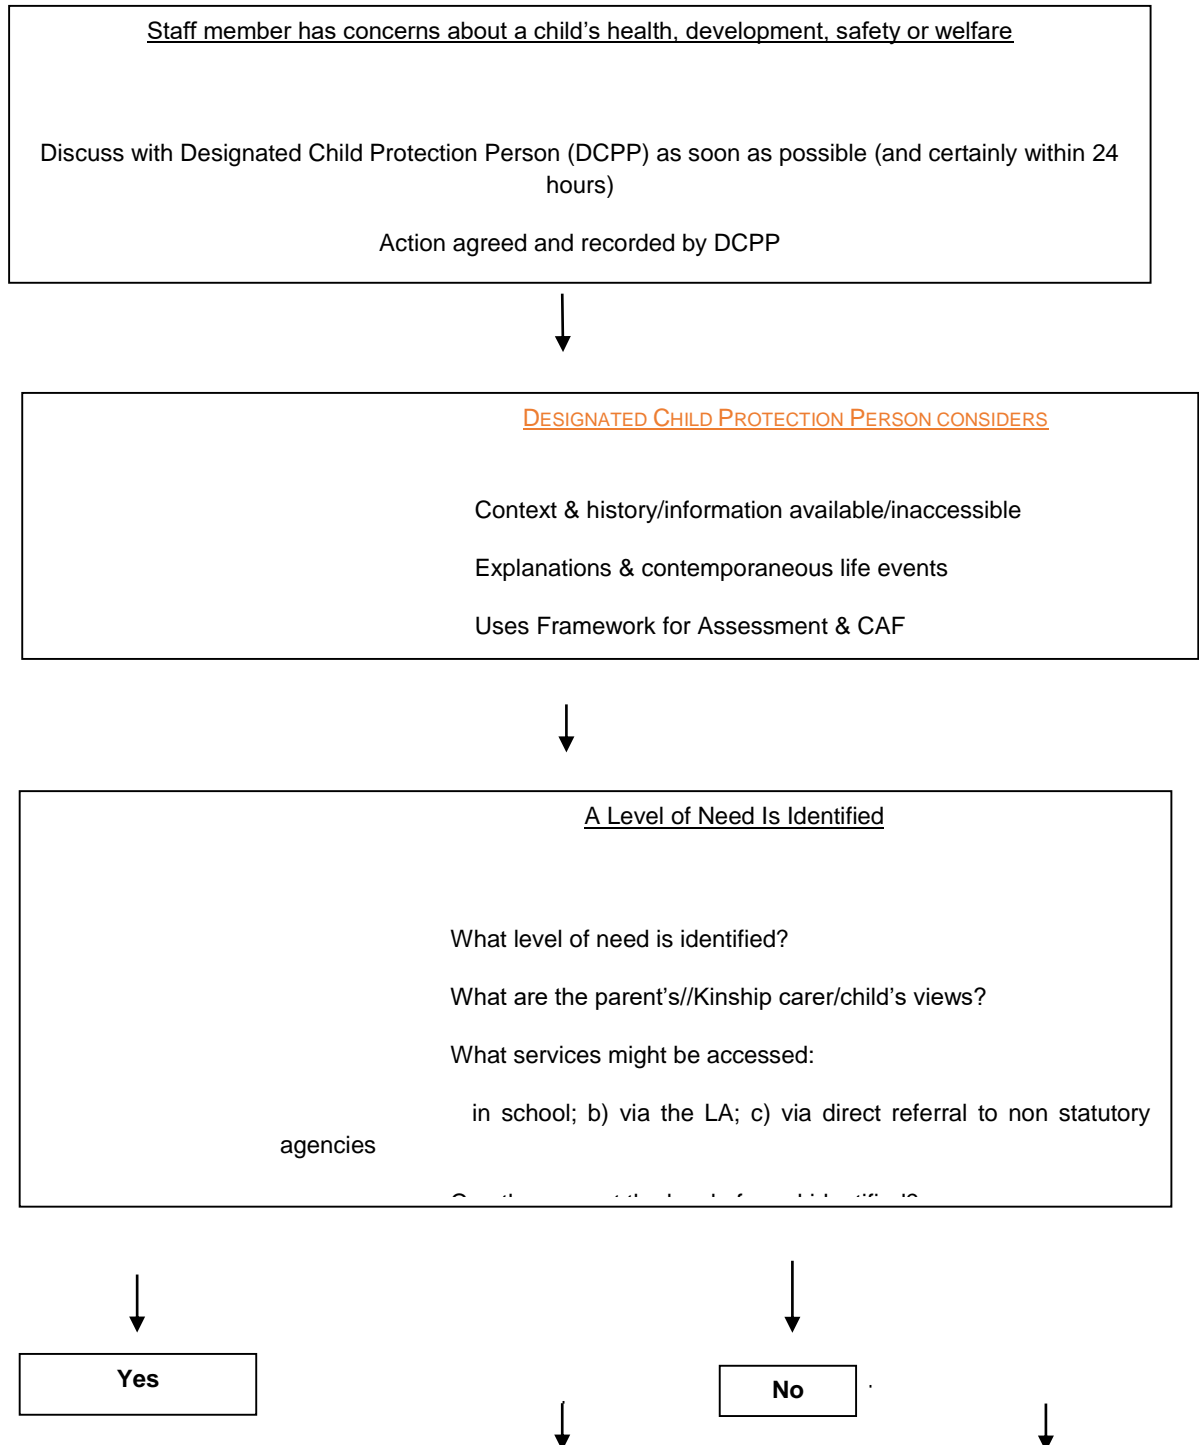 Staff member has concerns about a child's health, development, safety or welfare
Discuss with Designated Child Protection Person (DCPP) as soon as possible (and certainly within 24
hours)
Action agreed and recorded by DCPP
DESIGNATED CHILD PROTECTION PERSON CONSIDERS
Context & history/information available/inaccessible
Explanations & contemporaneous life events
Uses Framework for Assessment & CAF
A Level of Need Is Identified
What level of need is identified?
What are the parent's//Kinship carer/child's views?
What services might be accessed:
in school; b) via the LA; c) via direct referral to non statutory
agencies
Yes
No